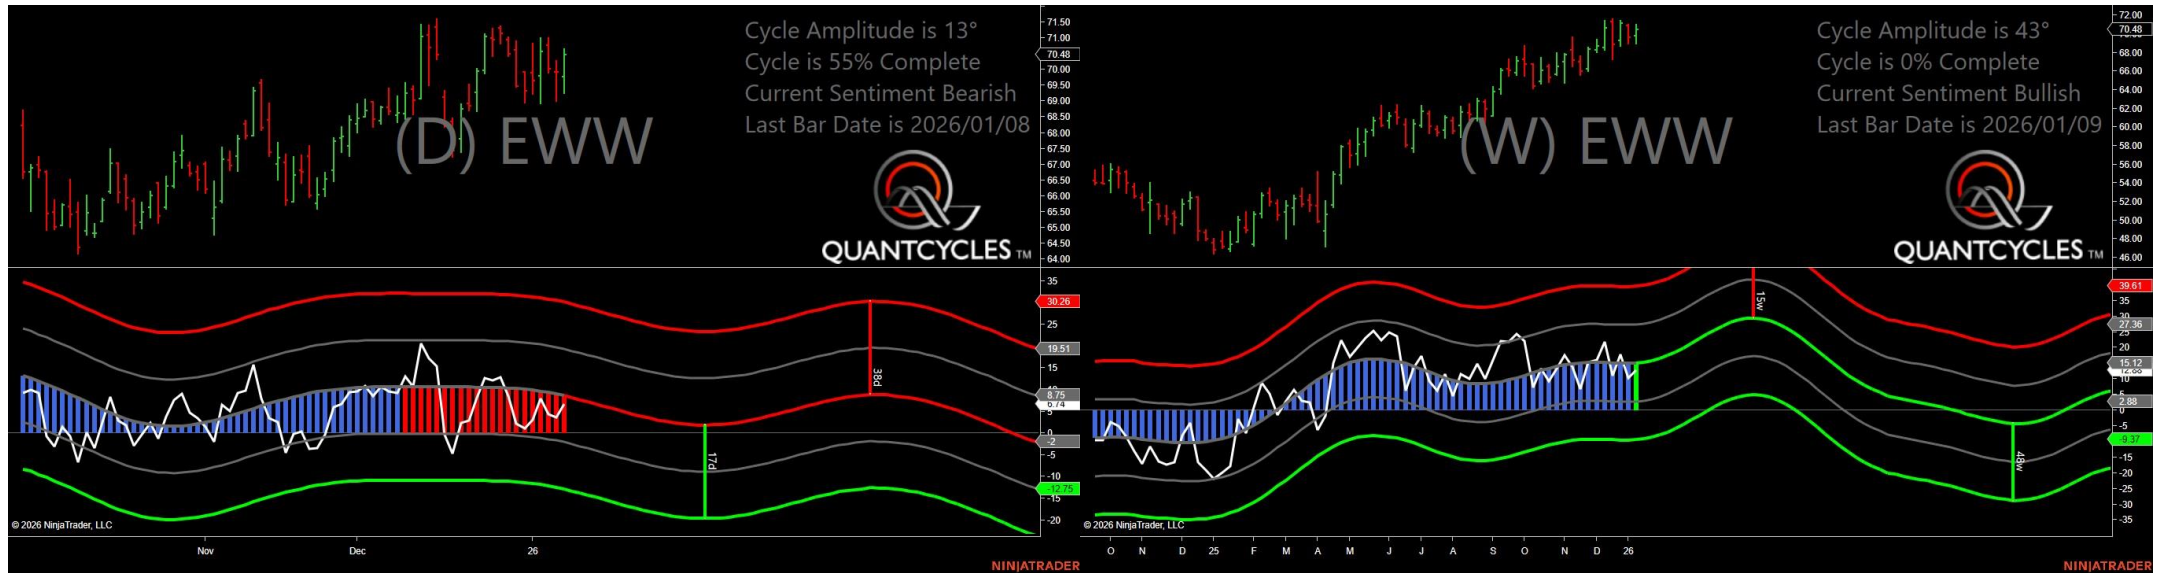 (D) EWW
Cycle Amplitude is 13°
Cycle is 55% Complete
Current Sentiment Bearish
Last Bar Date is 2026/01/08
QUANTCYCLES TM
71.50
71.00
70.48
70.00
69.50
69.00
68.50
68.00
67.50
67.00
66.50
66.00
65.50
65.00
64.50
64.00
35
30.26
25
19.51
15
8.75
6.74
0
-2
-5
-10
-12.75
-15
-20
38d
17d
© 2026 NinjaTrader, LLC
Nov
Dec
26
NINJATRADER
(W) EWW
Cycle Amplitude is 43°
Cycle is 0% Complete
Current Sentiment Bullish
Last Bar Date is 2026/01/09
QUANTCYCLES TM
72.00
70.48
68.00
66.00
64.00
62.00
60.00
58.00
56.00
54.00
52.00
50.00
48.00
46.00
39.61
35
30
27.36
25
20
15.12
10
5
2.88
0
-5
-9.37
-15
-20
-25
-30
-35
15w
48w
© 2026 NinjaTrader, LLC
O
N
D
25
F
M
A
M
J
J
A
S
O
N
D
26
NINJATRADER